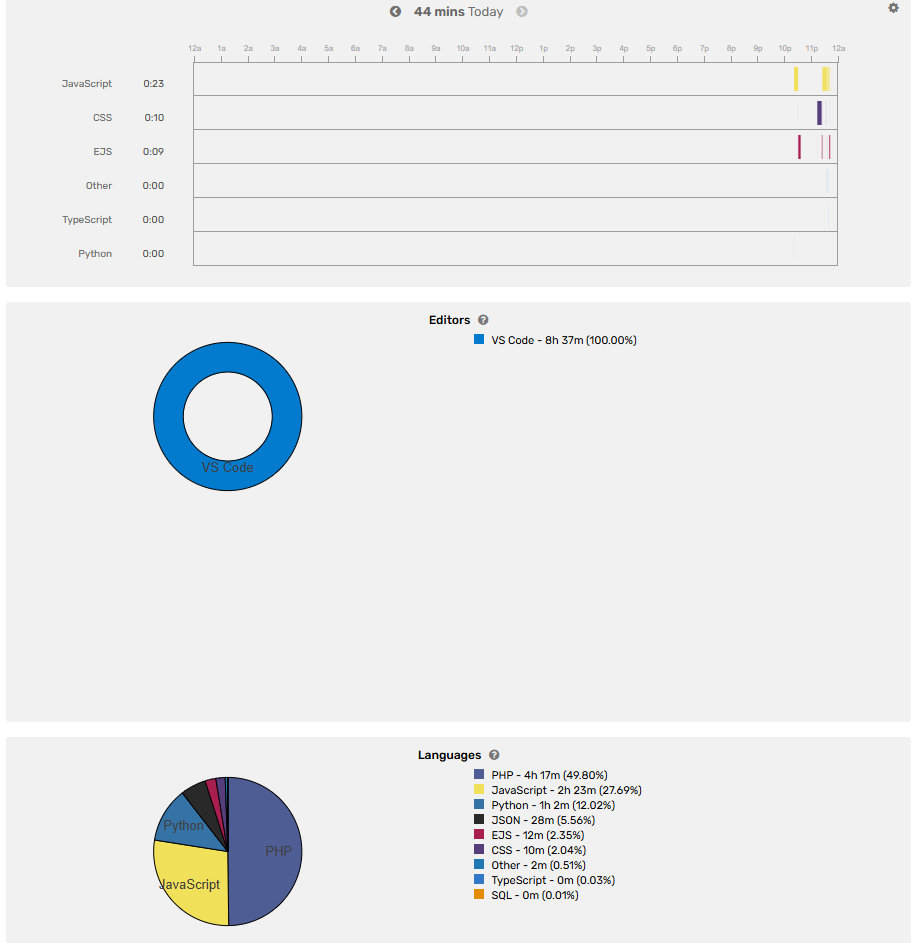 44 mins Today
12a 1a 2a 3a 4a 5a 6a 7a 8a 9a 10a 11a 12p 1p 2p 3p 4p 5p 6p 7p 8p 9p 10p 11p 12a
JavaScript 0:23
CSS 0:10
EJS 0:09
Other 0:00
TypeScript 0:00
Python 0:00
Editors ?
VS Code - 8h 37m (100.00%)
VS Code
Languages ?
PHP - 4h 17m (49.80%)
JavaScript - 2h 23m (27.69%)
Python - 1h 2m (12.02%)
JSON - 28m (5.56%)
EJS - 12m (2.35%)
CSS - 10m (2.04%)
Other - 2m (0.51%)
TypeScript - 0m (0.03%)
SQL - 0m (0.01%)
Python
PHP
JavaScript